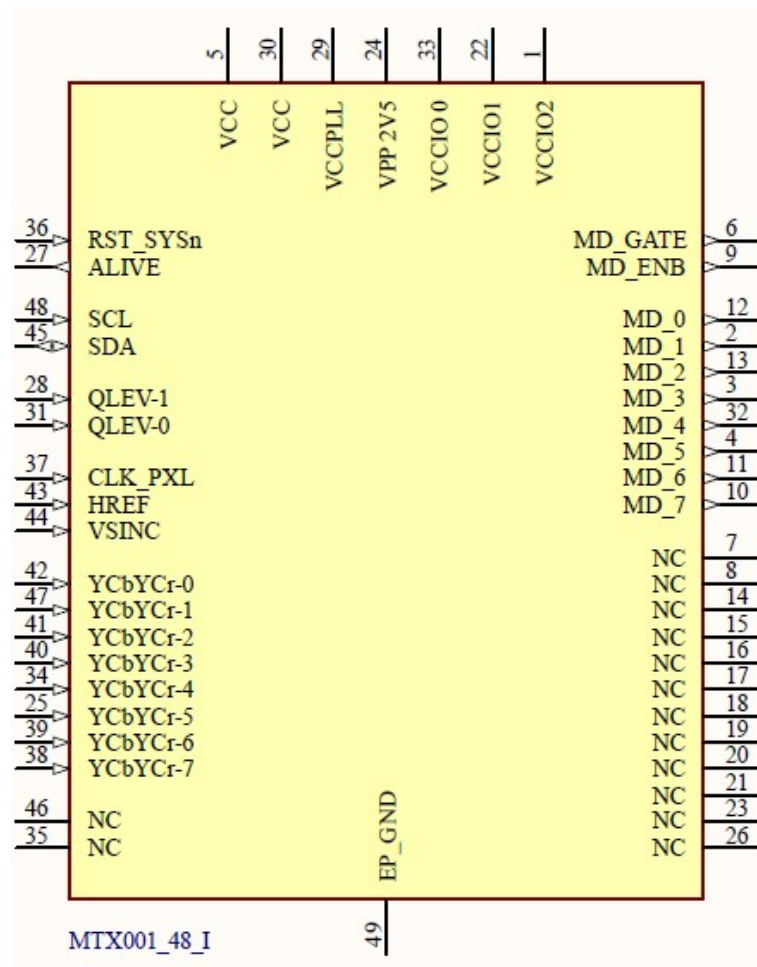 5 30 29 24 33 22 1
VCC VCC VCCPLL VPP 2V5 VCCIO 0 VCCIO1 VCCIO2
36 RST_SYSn MD_GATE 6
27 ALIVE MD_ENB 9
48 SCL MD_0 12
45 SDA MD_1 2
MD_2 13
28 QLEV-1 MD_3 3
31 QLEV-0 MD_4 32
MD_5 4
37 CLK_PXL MD_6 11
43 HREF MD_7 10
44 VSINC
NC 7
42 YCbYCr-0 NC 8
47 YCbYCr-1 NC 14
41 YCbYCr-2 NC 15
40 YCbYCr-3 NC 16
34 YCbYCr-4 NC 17
25 YCbYCr-5 NC 18
39 YCbYCr-6 NC 19
38 YCbYCr-7 NC 20
NC 21
46 NC NC 23
35 NC NC 26
EP_GND
49
MTX001_48_I